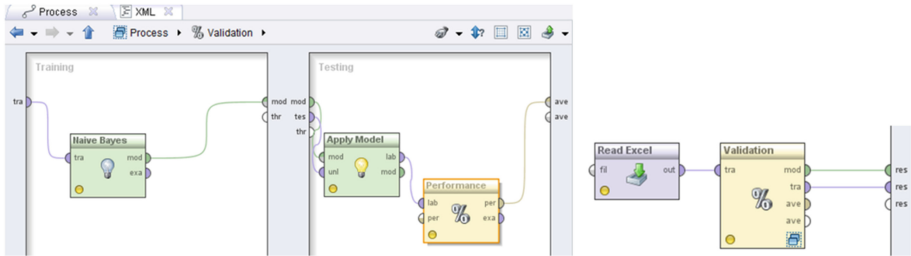 Process XML
Process Validation
Training
Testing
tra
mod mod
ave
thr tes
ave
thr
Naive Bayes
tra mod
exa
Apply Model
mod lab
unl mod
Performance
lab per
per exa
Read Excel
fil out
Validation
tra mod
tra
ave
ave
res
res
res